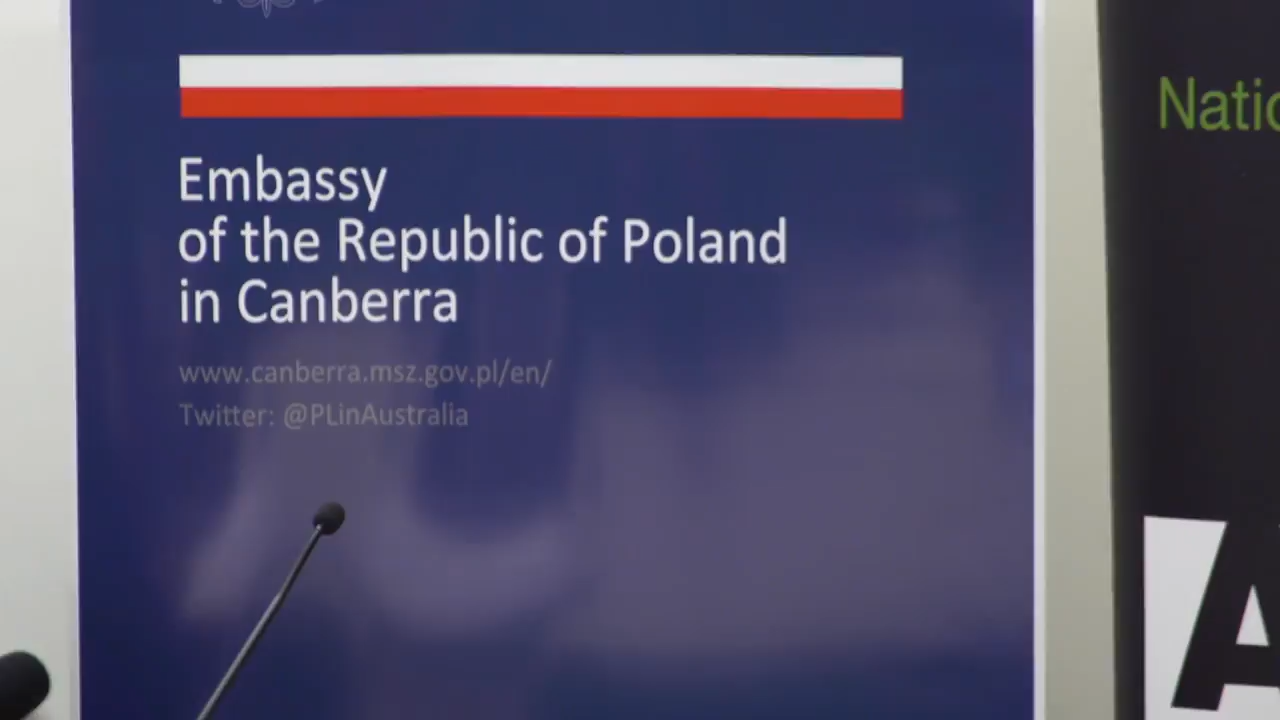 Embassy
of the Republic of Poland
in Canberra
www.canberra.msz.gov.pl/en/
Twitter: @PLinAustralia
Natio
A